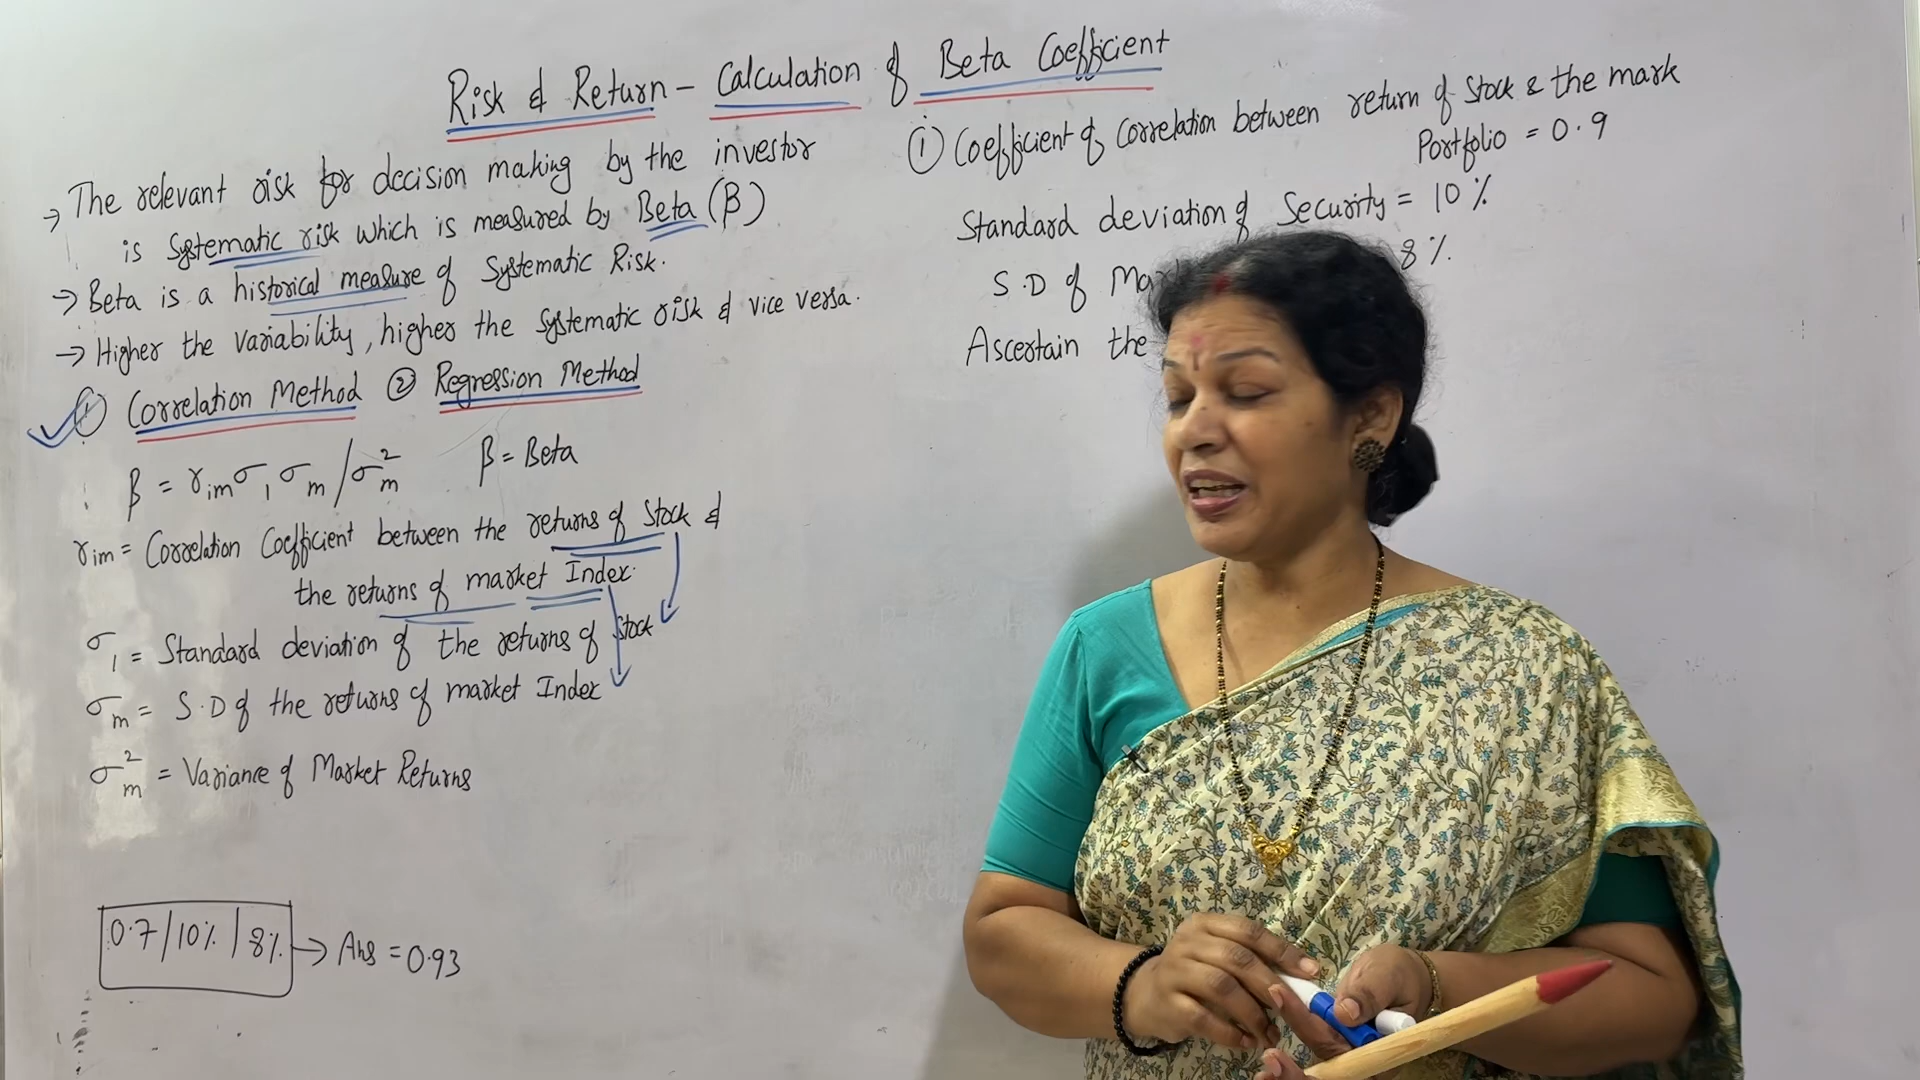 Risk & Return - Calculation of Beta Coefficient
→ The relevant risk for decision making by the investor
is Systematic risk which is measured by Beta (β)
→ Beta is a historical measure of Systematic Risk.
→ Higher the Variability, higher the Systematic risk & vice versa.
① Correlation Method ② Regression Method
β = rim σ1 σm / σm² β = Beta
rim = Correlation Coefficient between the returns of Stock &
the returns of market Index.
σ1 = Standard deviation of the returns of Stock
σm = S.D of the returns of market Index
σm² = Variance of Market Returns
0.7 / 10% / 8% → Ans = 0.93
① Coefficient of Correlation between return of Stock & the mark
Portfolio = 0.9
Standard deviation of Security = 10%
S.D of 8%
Ascertain the